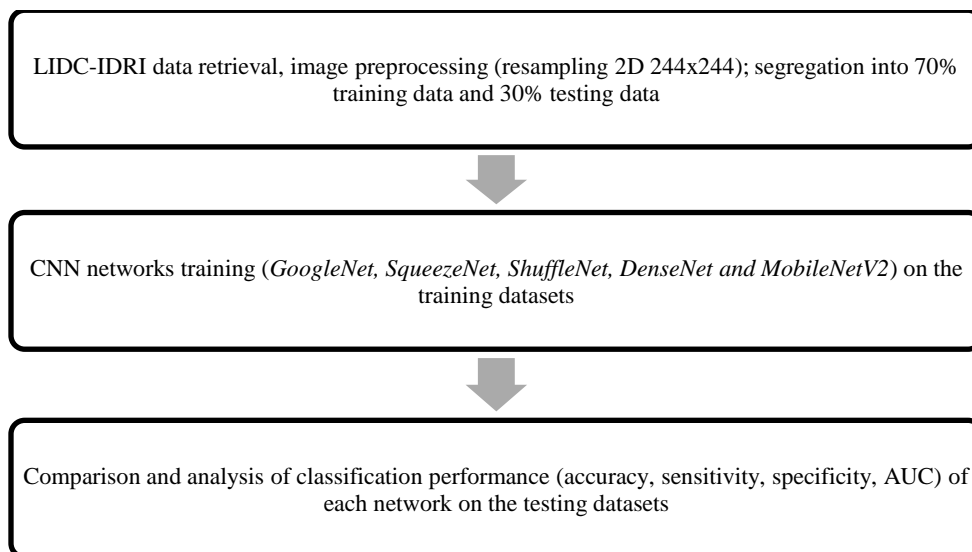 LIDC-IDRI data retrieval, image preprocessing (resampling 2D 244x244); segregation into 70%
training data and 30% testing data
CNN networks training (GoogleNet, SqueezeNet, ShuffleNet, DenseNet and MobileNetV2) on the
training datasets
Comparison and analysis of classification performance (accuracy, sensitivity, specificity, AUC) of
each network on the testing datasets